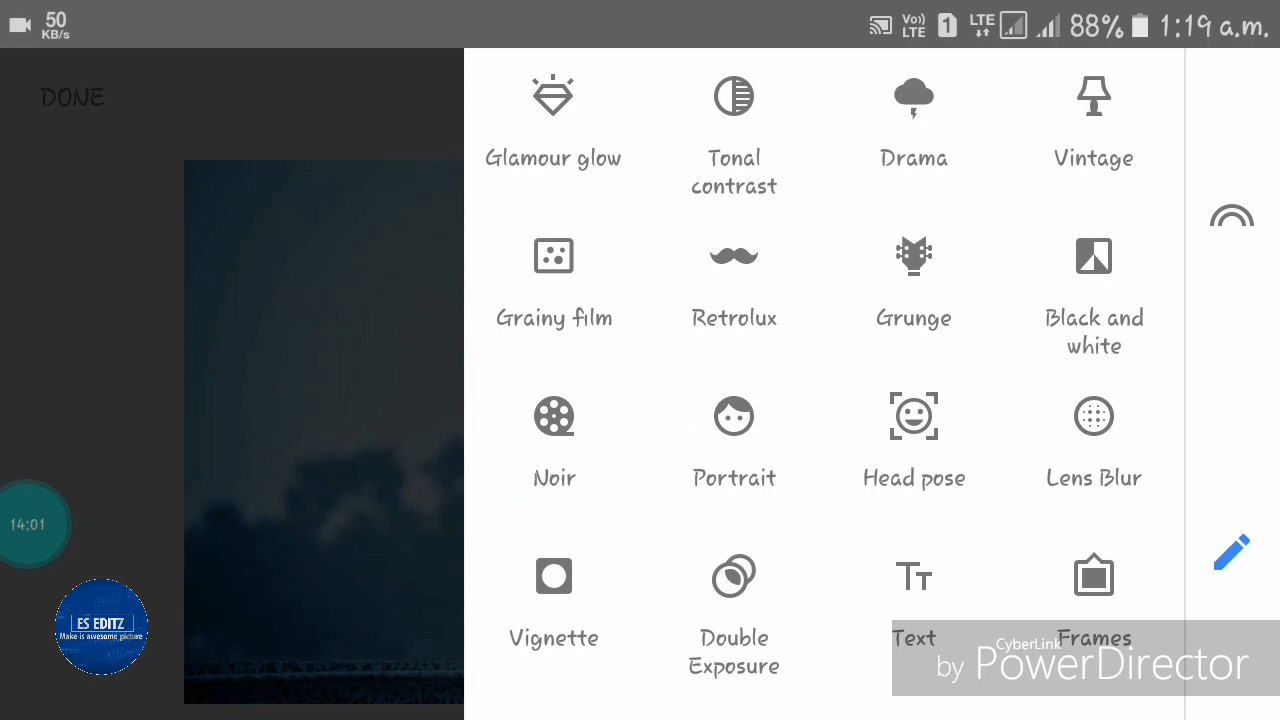 50
KB/s
Vo))
LTE
1
LTE
88%
1:19 a.m.
DONE
Glamour glow
Tonal
contrast
Drama
Vintage
Grainy film
Retrolux
Grunge
Black and
white
Noir
Portrait
Head pose
Lens Blur
14:01
ES EDITZ
Make is awesome picture
Vignette
Double
Exposure
Text
Frames
CyberLink
by PowerDirector